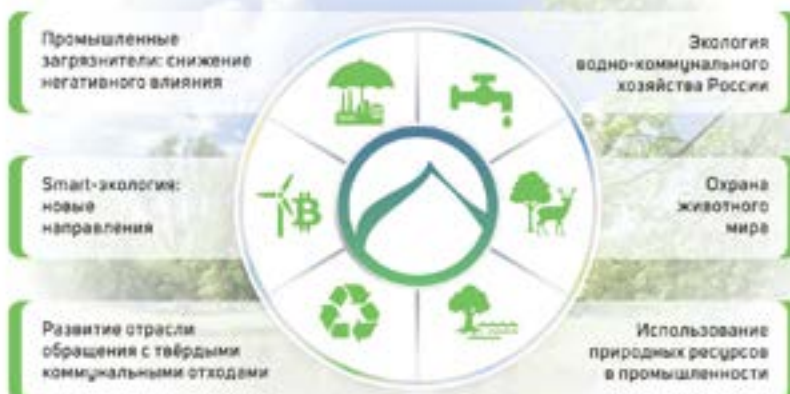 Промышленные
загрязнители: снижение
негативного влияния
Экология
водно-коммунального
хозяйства России
Smart-экология:
новые
направления
Охрана
животного
мира
Развитие отрасли
обращения с твёрдыми
коммунальными отходами
Использование
природных ресурсов
в промышленности